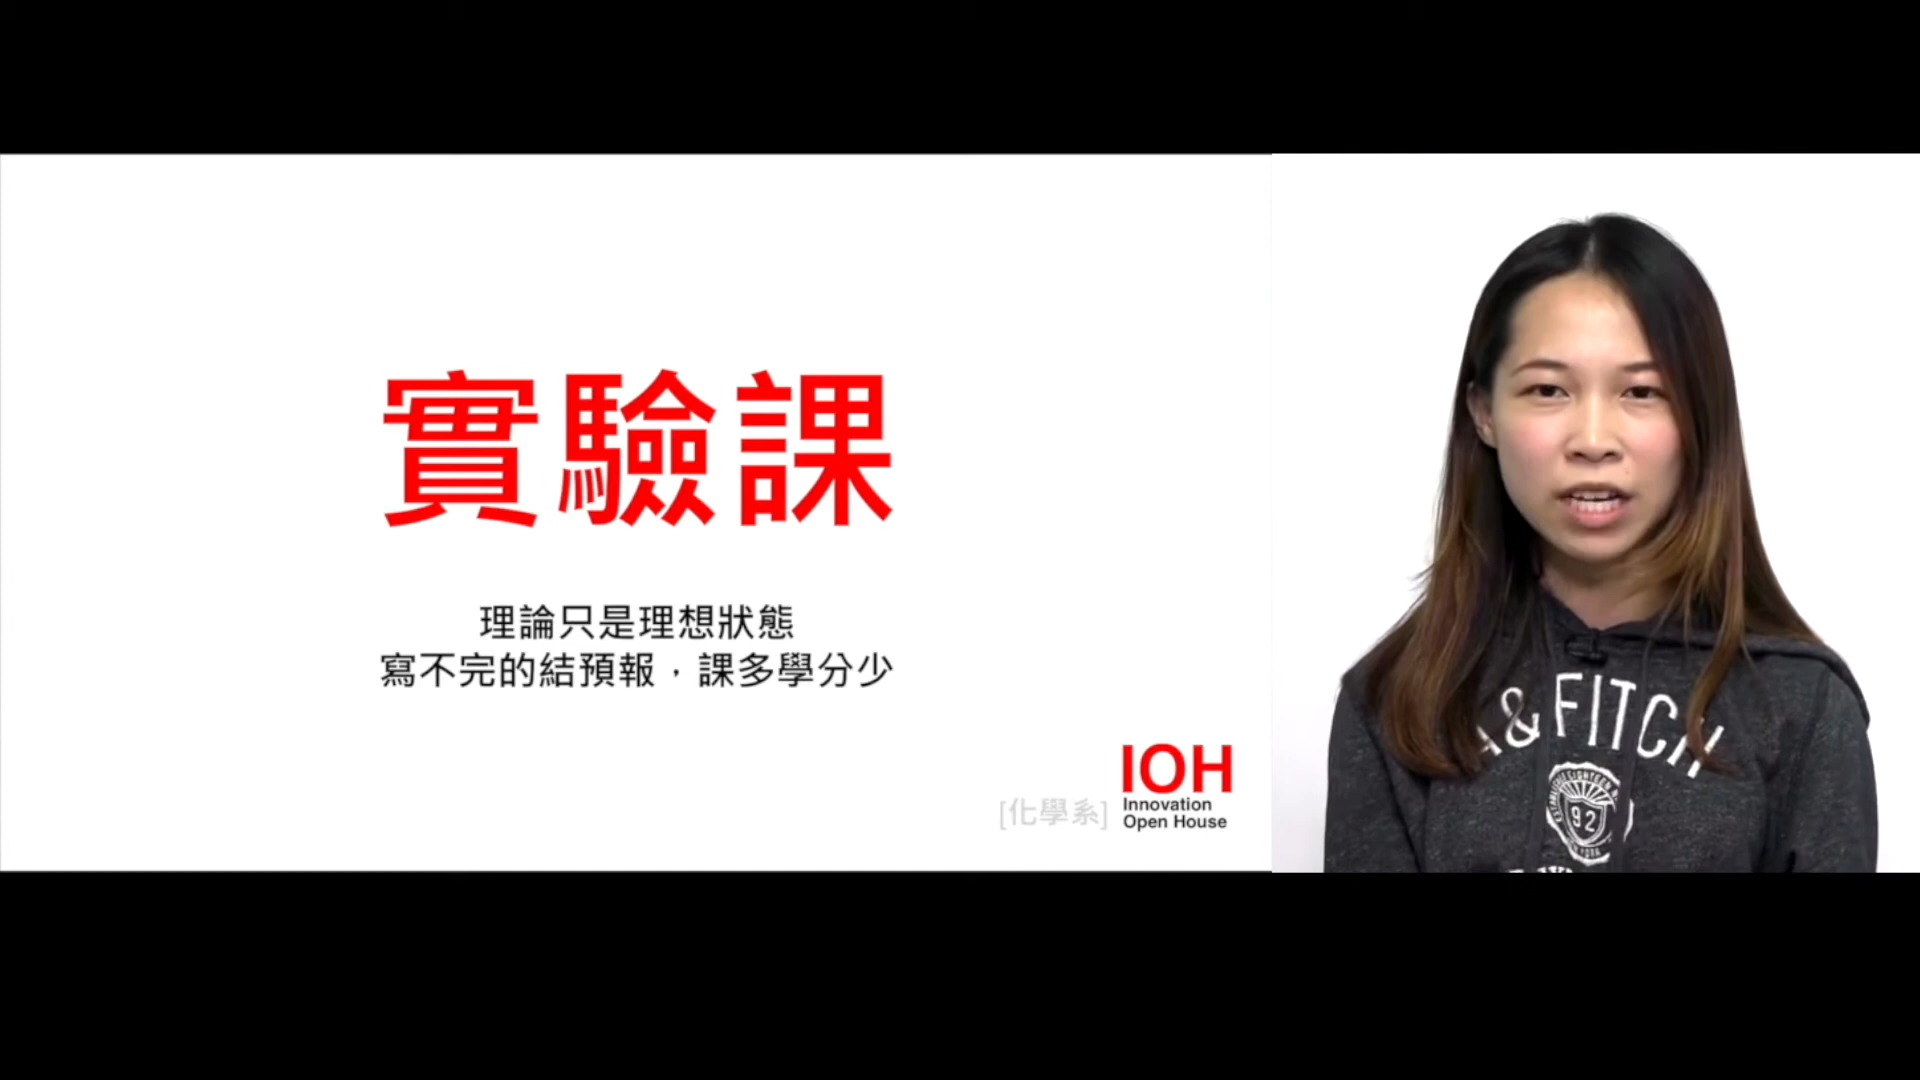 實驗課
理論只是理想狀態
寫不完的結預報，課多學分少
[化學系]
IOH
Innovation
Open House
A&FITCH
92